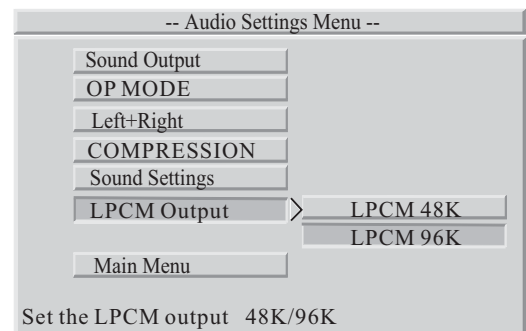 -- Audio Settings Menu --
Sound Output
OP MODE
Left+Right
COMPRESSION
Sound Settings
LPCM Output
LPCM 48K
LPCM 96K
Main Menu
Set the LPCM output 48K/96K